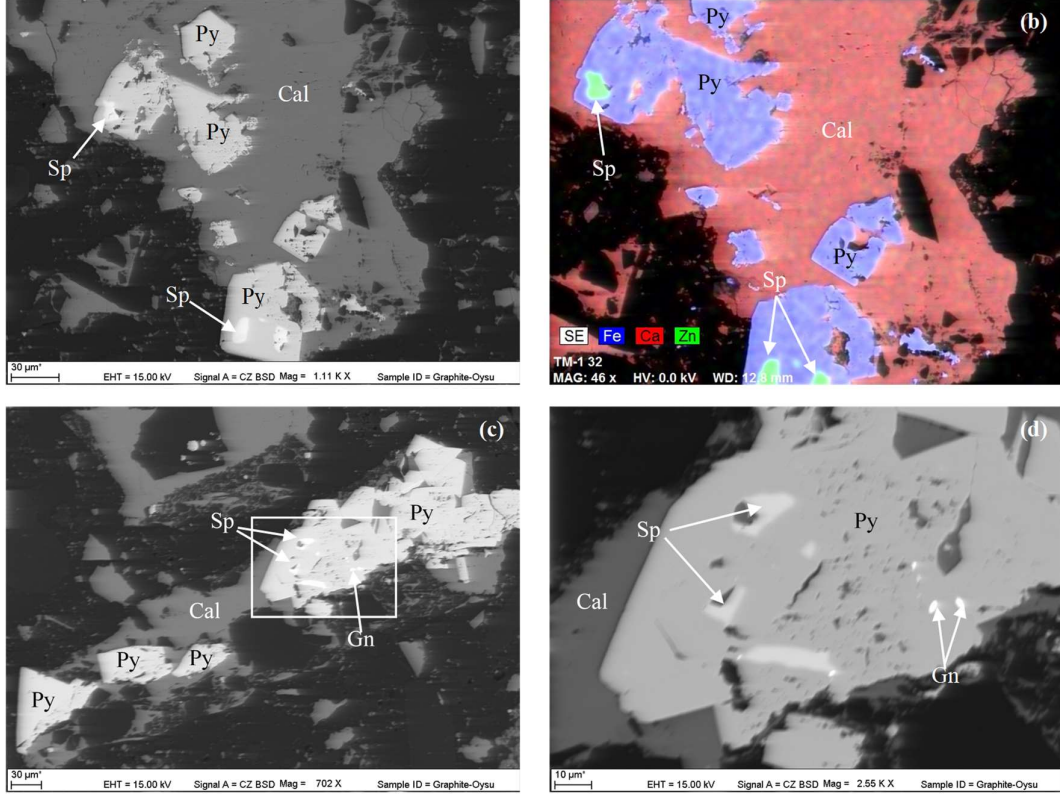 Py
Cal
Py
Sp
Py
Sp
30 µm*
EHT = 15.00 kV Signal A = CZ BSD Mag = 1.11 K X Sample ID = Graphite-Oysu
(b)
Py
Py
Cal
Sp
Py
Sp
SE Fe Ca Zn
TM-1 32
MAG: 46 x HV: 0.0 kV WD: 12.8 mm
(c)
Py
Sp
Cal
Gn
Py
Py
Py
30 µm*
EHT = 15.00 kV Signal A = CZ BSD Mag = 702 X Sample ID = Graphite-Oysu
(d)
Py
Sp
Cal
Gn
10 µm*
EHT = 15.00 kV Signal A = CZ BSD Mag = 2.55 K X Sample ID = Graphite-Oysu